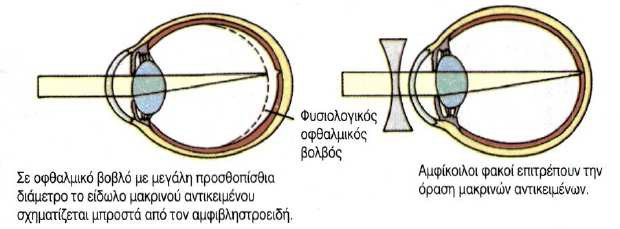 Φυσιολογικός
οφθαλμικός
βολβός
Σε οφθαλμικό βοβλό με μεγάλη προσθοπίσθια
διάμετρο το είδωλο μακρινού αντικειμένου
σχηματίζεται μπροστά από τον αμφιβληστροειδή.
Αμφίκοιλοι φακοί επιτρέπουν την
όραση μακρινών αντικειμένων.